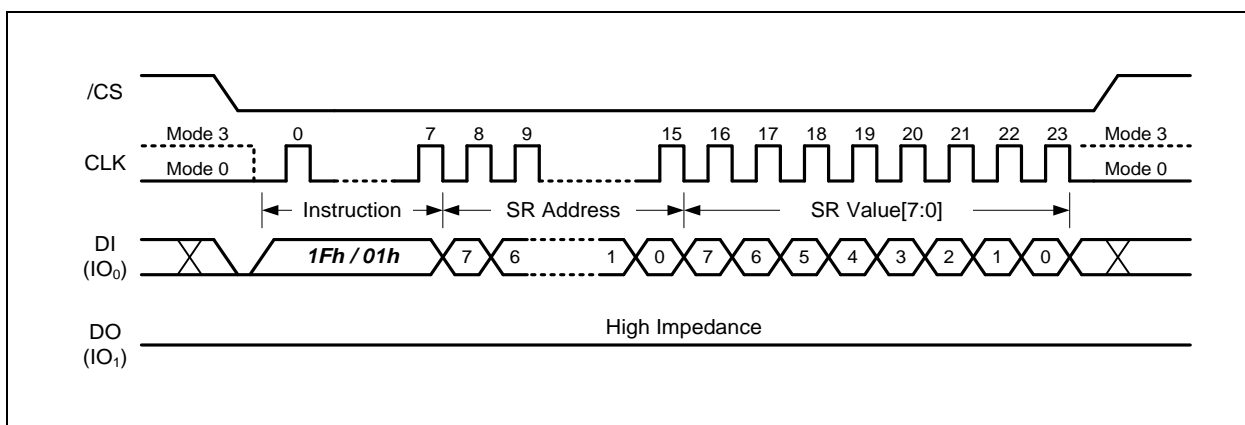 /CS
Mode 3 0 7 8 9 15 16 17 18 19 20 21 22 23 Mode 3
CLK
Mode 0 Mode 0
Instruction SR Address SR Value[7:0]
DI 1Fh / 01h 7 6 1 0 7 6 5 4 3 2 1 0
(IO₀)
High Impedance
DO
(IO₁)